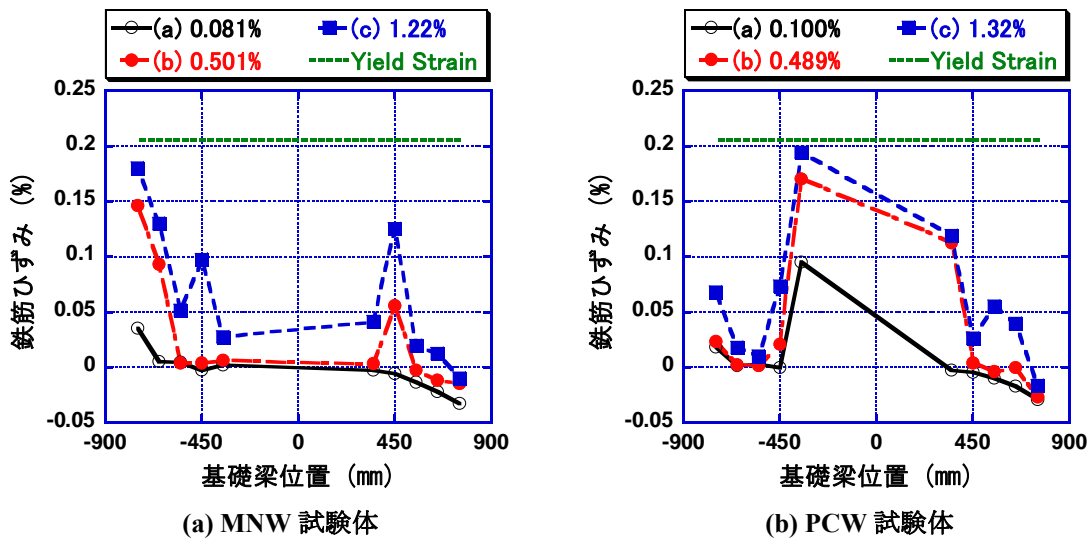 (a) 0.081%
(c) 1.22%
(b) 0.501%
Yield Strain
0.25
0.2
0.15
0.1
0.05
0
-0.05
鉄筋ひずみ (%)
-900
-450
0
450
900
基礎梁位置 (mm)
(a) MNW 試験体
(a) 0.100%
(c) 1.32%
(b) 0.489%
Yield Strain
0.25
0.2
0.15
0.1
0.05
0
-0.05
鉄筋ひずみ (%)
-900
-450
0
450
900
基礎梁位置 (mm)
(b) PCW 試験体